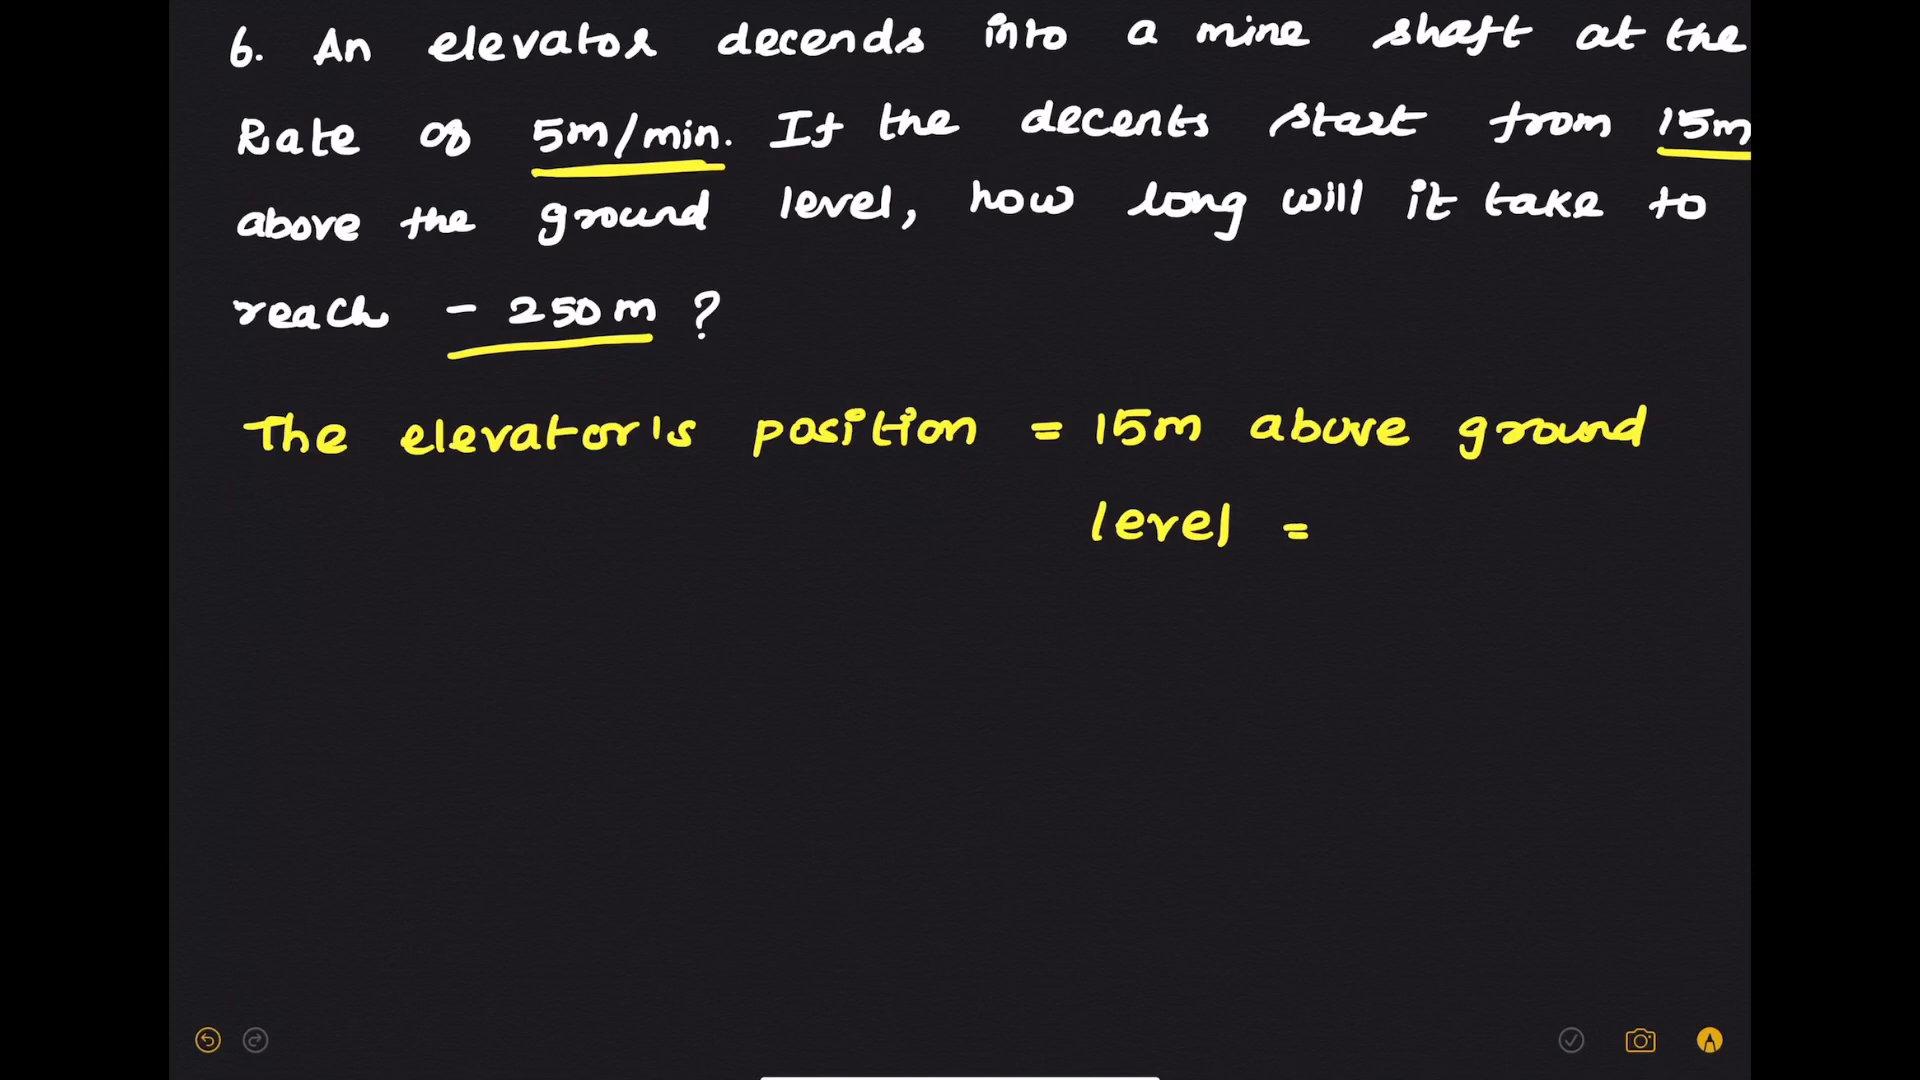 6. An elevator decends into a mine shaft at the
Rate of 5m/min. If the decents start from 15m
above the ground level, how long will it take to
reach - 250m ?
The elevator's position = 15m above ground
level =